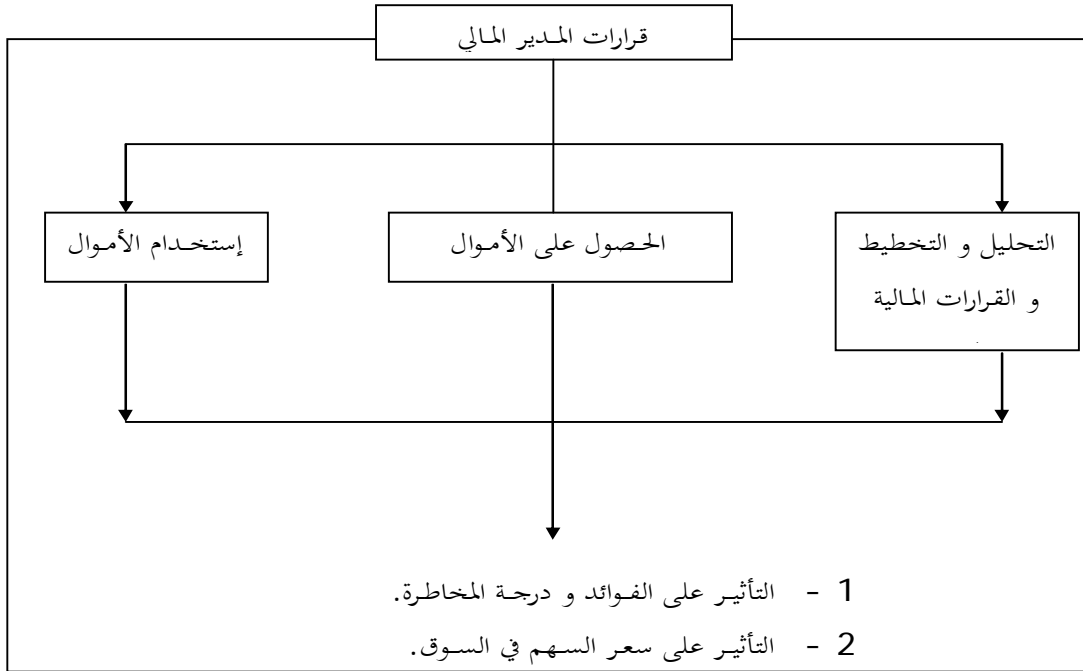 قرارات المدير المالي
التحليل و التخطيط
و القرارات المالية
الحصول على الأموال
إستخدام الأموال
1 - التأثير على الفوائد و درجة المخاطرة.
2 - التأثير على سعر السهم في السوق.